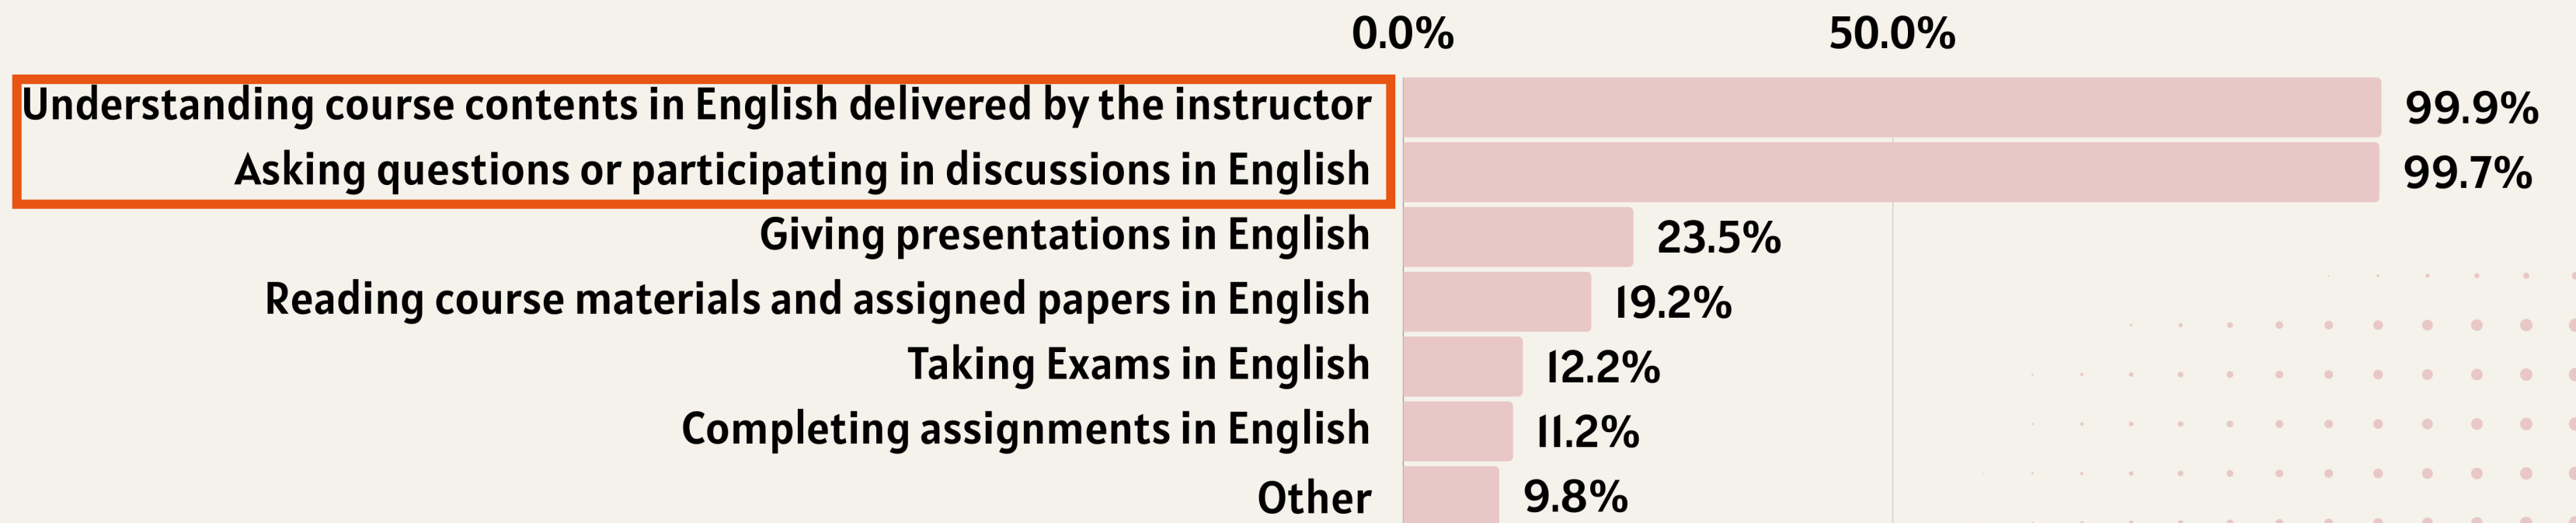 0.0% 50.0%
Understanding course contents in English delivered by the instructor 99.9%
Asking questions or participating in discussions in English 99.7%
Giving presentations in English 23.5%
Reading course materials and assigned papers in English 19.2%
Taking Exams in English 12.2%
Completing assignments in English 11.2%
Other 9.8%